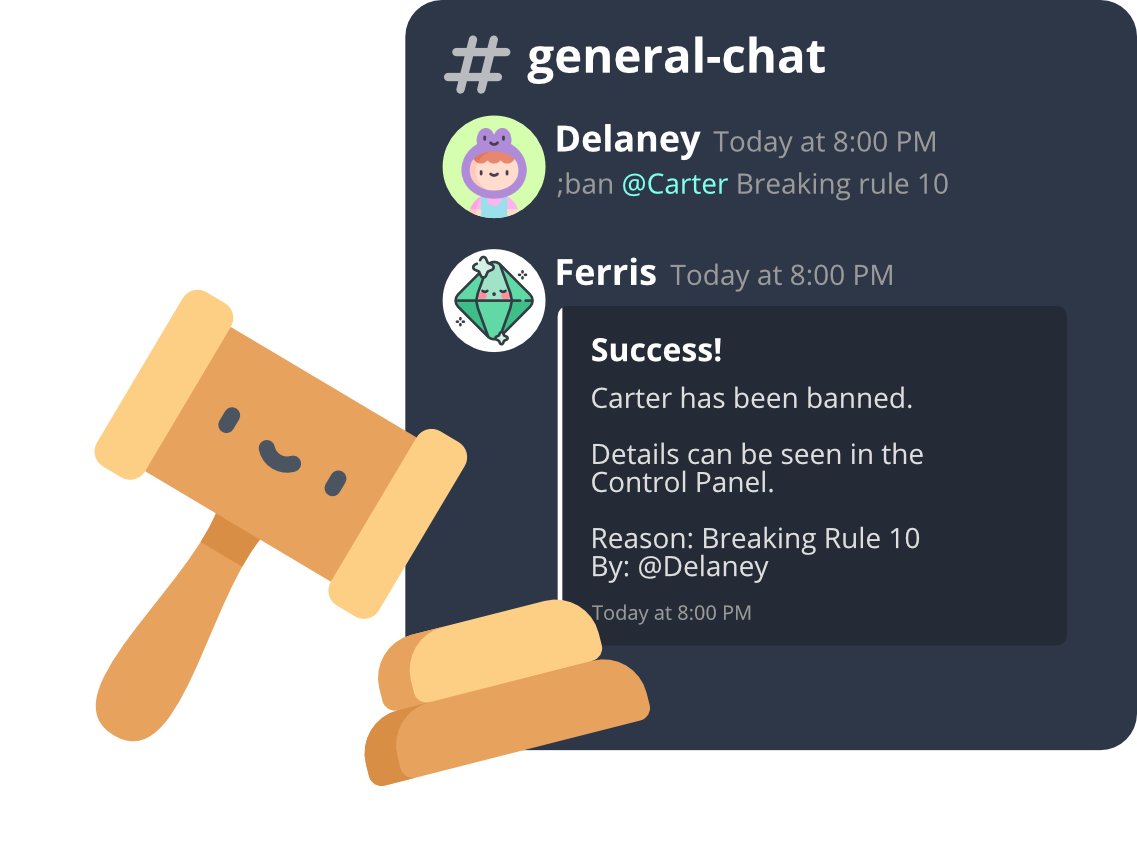 # general-chat
Delaney Today at 8:00 PM
;ban @Carter Breaking rule 10
Ferris Today at 8:00 PM
Success!
Carter has been banned.
Details can be seen in the
Control Panel.
Reason: Breaking Rule 10
By: @Delaney
Today at 8:00 PM